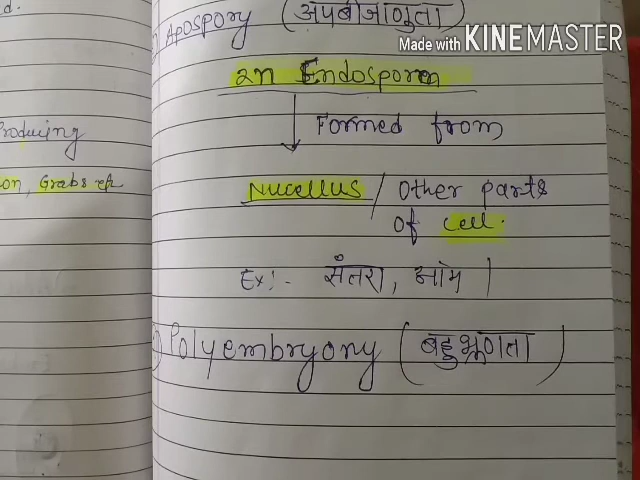 d.
Apospory (अपबीजाणुता)
Made with KINEMASTER
2n Endosporen
Formed from
Producing
on, Grabs etc
Nucellus / Other parts
of cell.
Ex:- संतरा, आम |
Polyembryony (बहुभ्रूणता)